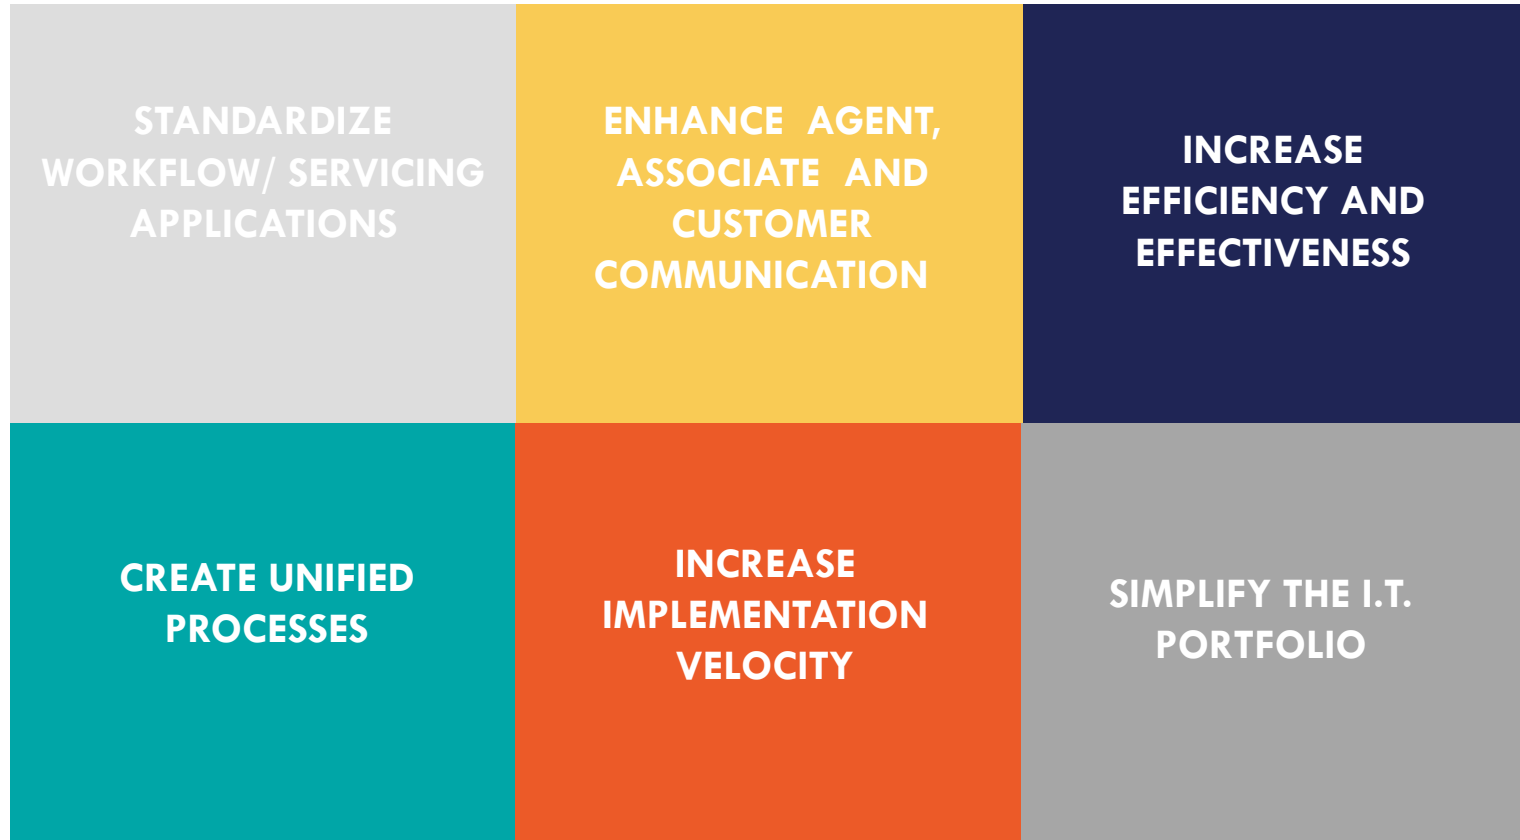 STANDARDIZE
WORKFLOW/ SERVICING
APPLICATIONS
ENHANCE AGENT,
ASSOCIATE AND
CUSTOMER
COMMUNICATION
INCREASE
EFFICIENCY AND
EFFECTIVENESS
CREATE UNIFIED
PROCESSES
INCREASE
IMPLEMENTATION
VELOCITY
SIMPLIFY THE I.T.
PORTFOLIO